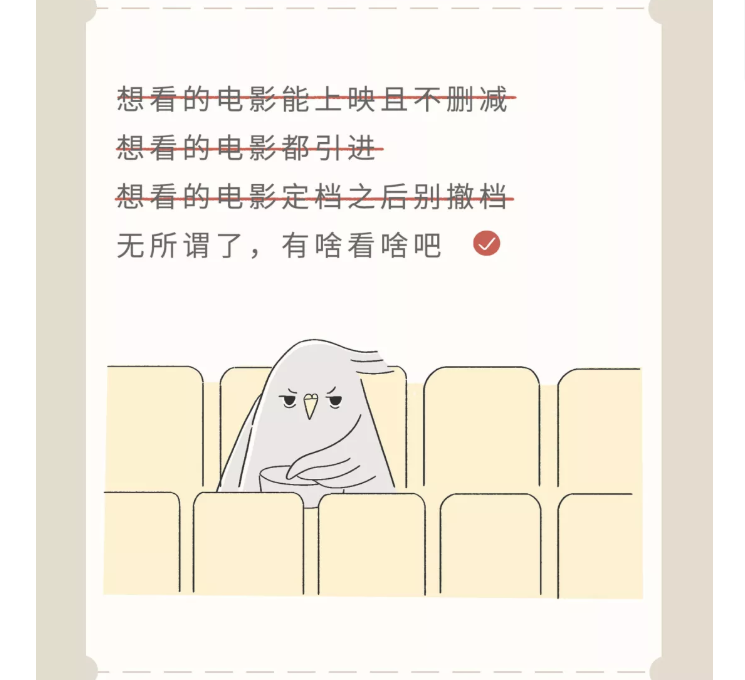 想看的电影能上映且不删减
想看的电影都引进
想看的电影定档之后别撤档
无所谓了，有啥看啥吧